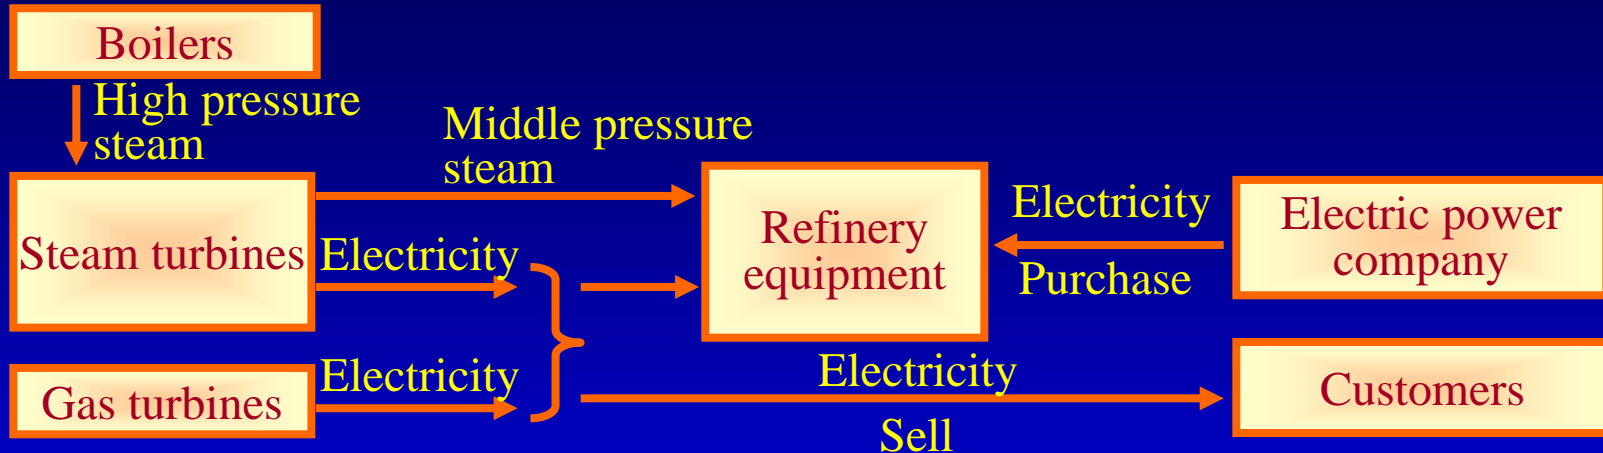 Boilers
High pressure
steam
Middle pressure
steam
Steam turbines
Electricity
Refinery
equipment
Electricity
Purchase
Electric power
company
Gas turbines
Electricity
Electricity
Sell
Customers